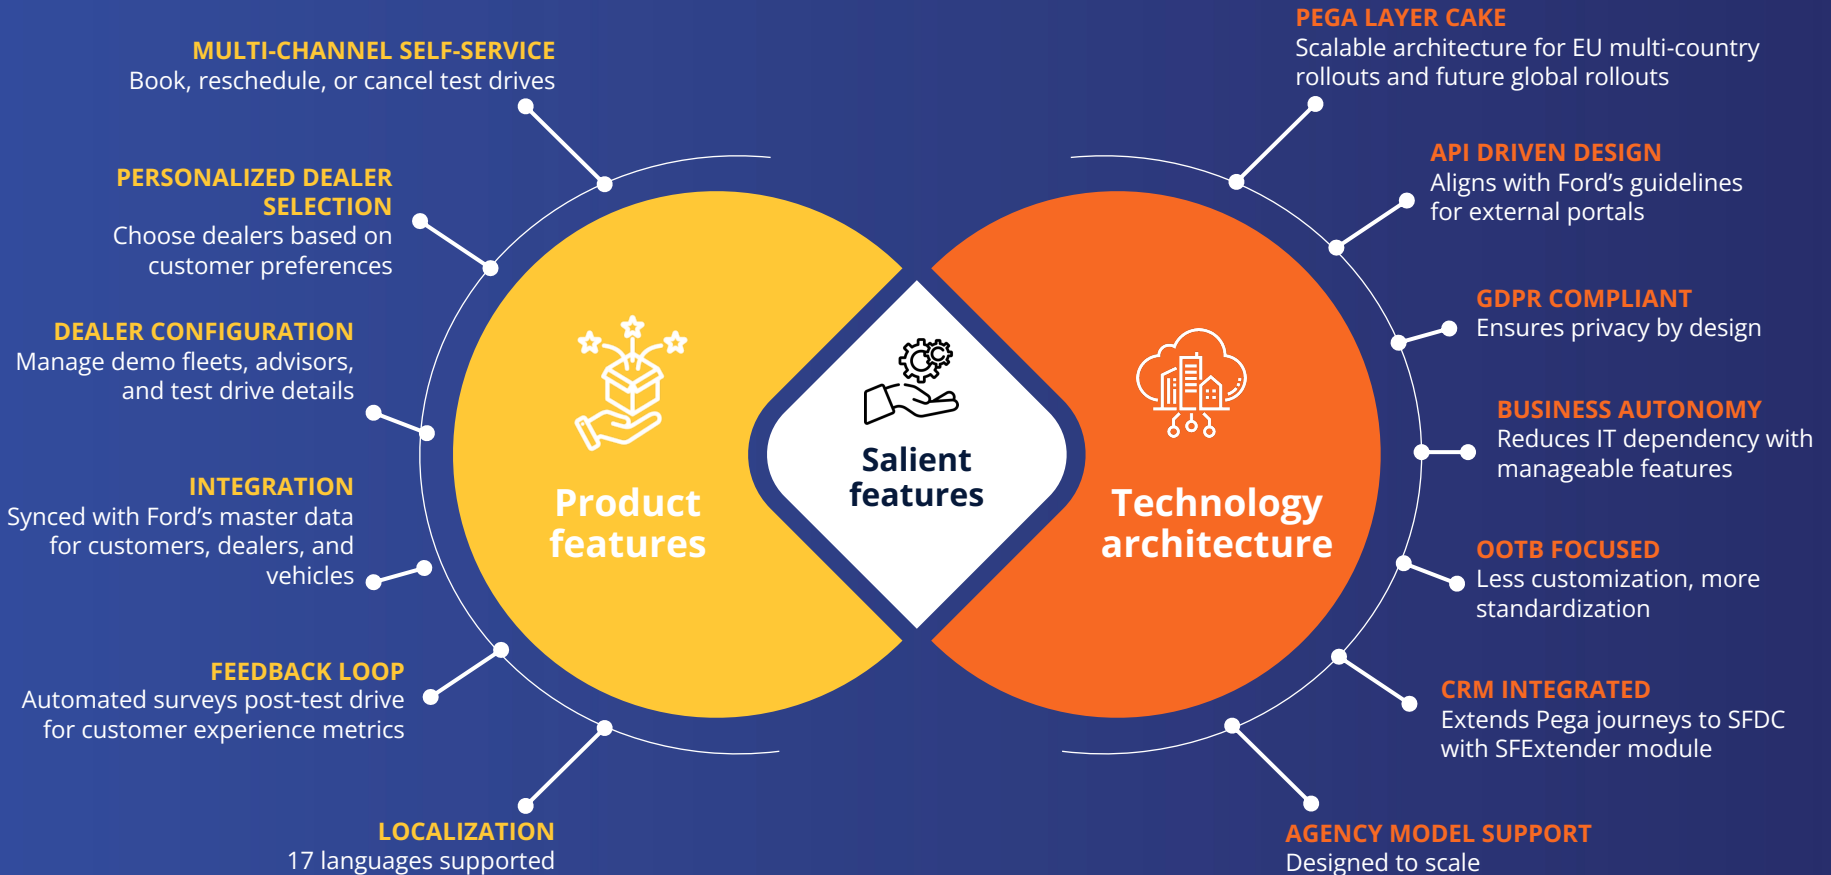 MULTI-CHANNEL SELF-SERVICE
Book, reschedule, or cancel test drives
PERSONALIZED DEALER
SELECTION
Choose dealers based on
customer preferences
DEALER CONFIGURATION
Manage demo fleets, advisors,
and test drive details
INTEGRATION
Synced with Ford’s master data
for customers, dealers, and
vehicles
FEEDBACK LOOP
Automated surveys post-test drive
for customer experience metrics
LOCALIZATION
17 languages supported
Product
features
Salient
features
Technology
architecture
PEGA LAYER CAKE
Scalable architecture for EU multi-country
rollouts and future global rollouts
API DRIVEN DESIGN
Aligns with Ford’s guidelines
for external portals
GDPR COMPLIANT
Ensures privacy by design
BUSINESS AUTONOMY
Reduces IT dependency with
manageable features
OOTB FOCUSED
Less customization, more
standardization
CRM INTEGRATED
Extends Pega journeys to SFDC
with SFExtender module
AGENCY MODEL SUPPORT
Designed to scale